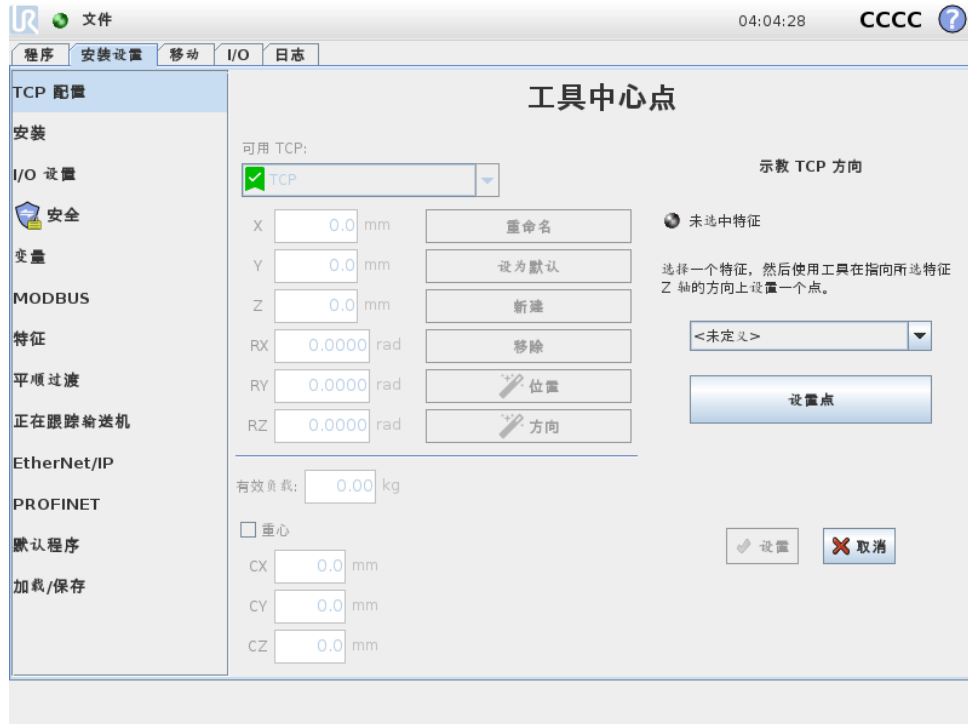 UR
文件
04:04:28
CCCC
?
程序
安装设置
移动
I/O
日志
TCP 配置
安装
I/O 设置
安全
变量
MODBUS
特征
平顺过渡
正在跟踪输送机
EtherNet/IP
PROFINET
默认程序
加载/保存
工具中心点
可用 TCP:
TCP
X 0.0 mm 重命名
Y 0.0 mm 设为默认
Z 0.0 mm 新建
RX 0.0000 rad 移除
RY 0.0000 rad 位置
RZ 0.0000 rad 方向
有效负载: 0.00 kg
重心
CX 0.0 mm
CY 0.0 mm
CZ 0.0 mm
示教 TCP 方向
未选中特征
选择一个特征，然后使用工具在指向所选特征
Z 轴的方向上设置一个点。
<未定义>
设置点
设置
取消